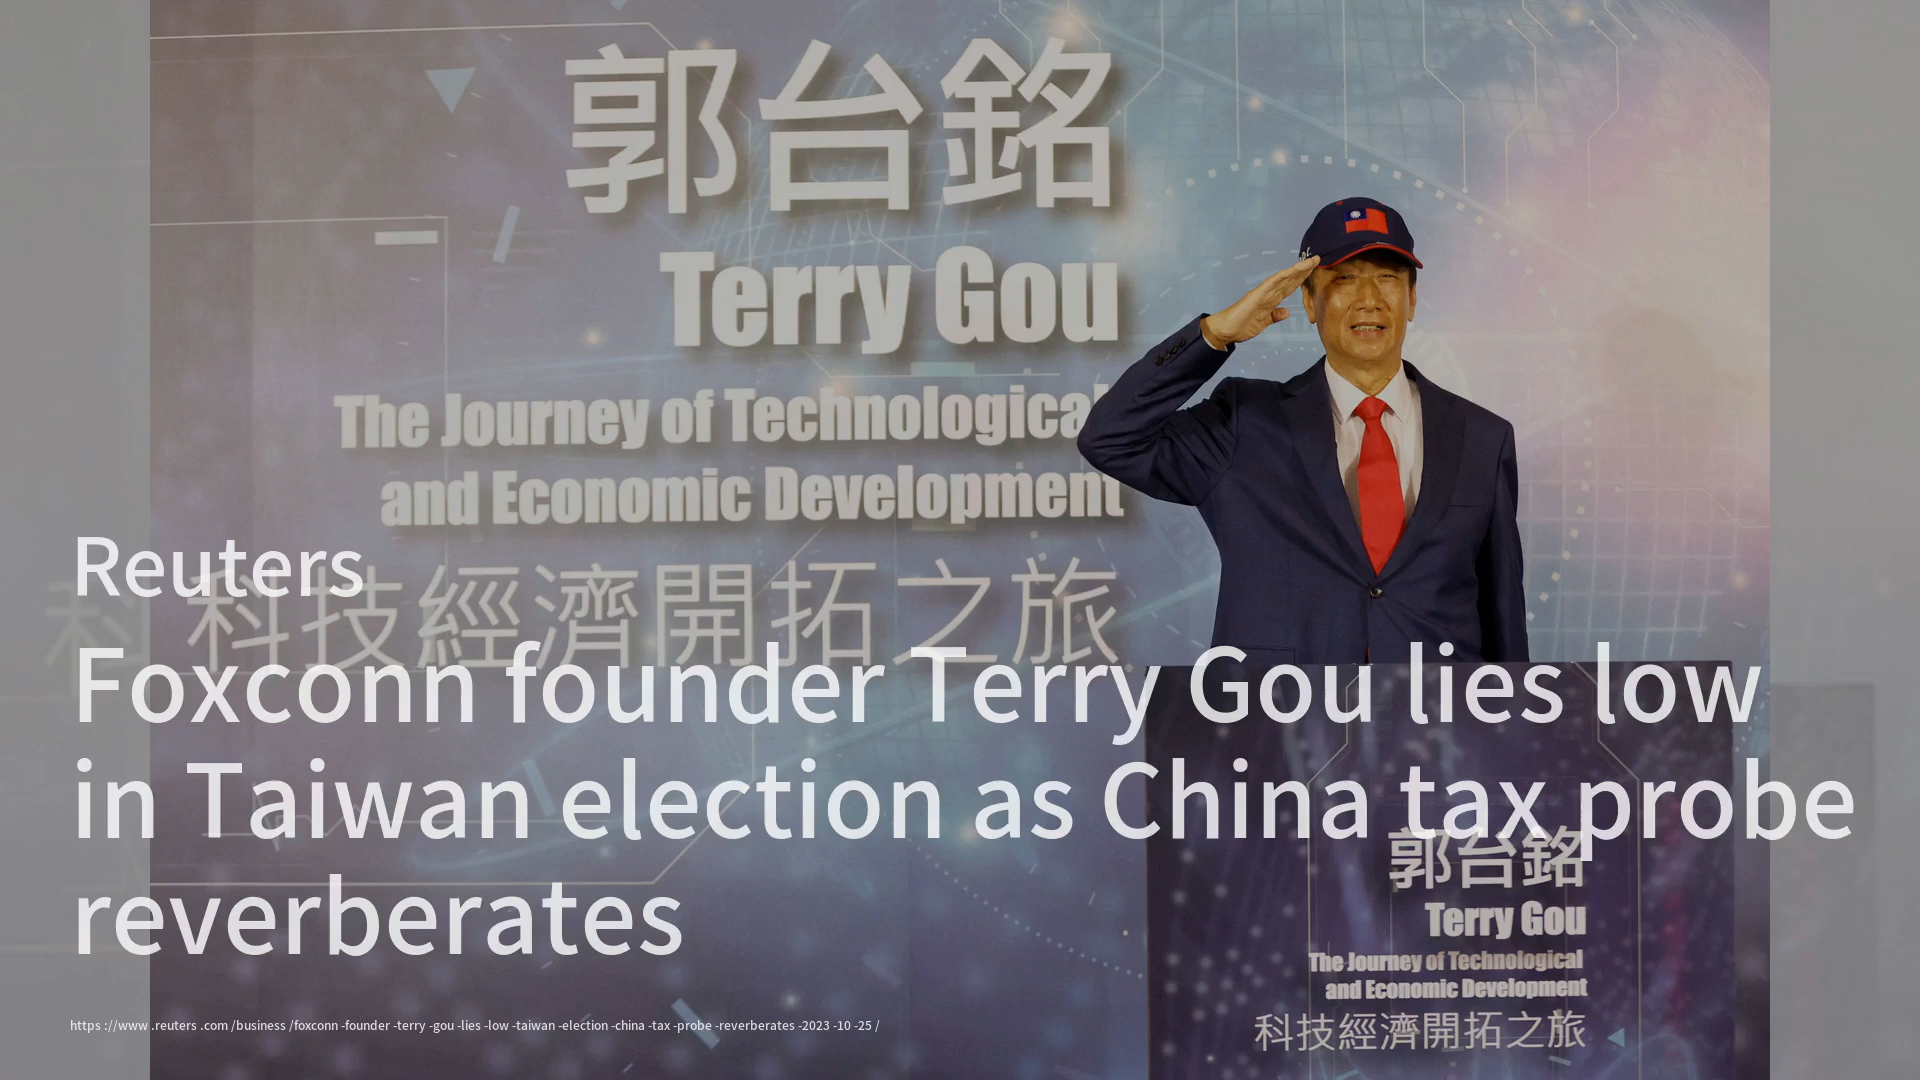 郭台銘
Terry Gou
The Journey of Technological
and Economic Development
科技經濟開拓之旅
Reuters
Foxconn founder Terry Gou lies low
in Taiwan election as China tax probe
reverberates
郭台銘
Terry Gou
The Journey of Technological
and Economic Development
科技經濟開拓之旅
https://www.reuters.com/business/foxconn-founder-terry-gou-lies-low-taiwan-election-china-tax-probe-reverberates-2023-10-25/